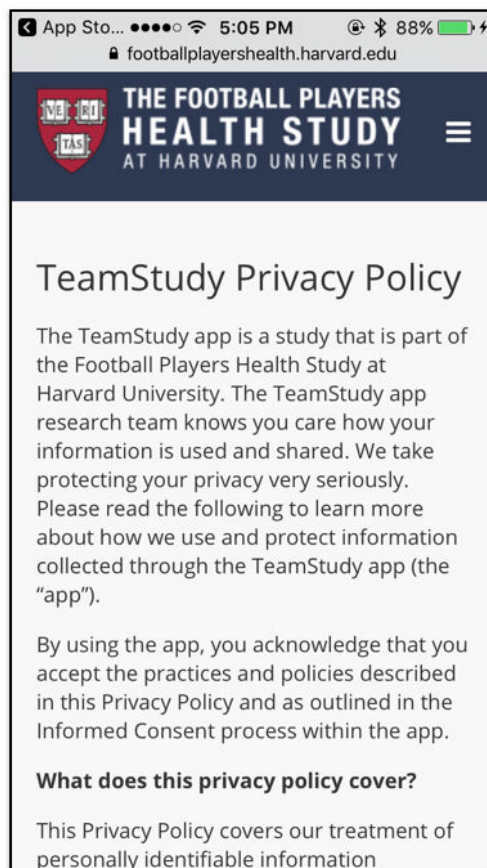 App Sto... 5:05 PM 88%
footballplayershealth.harvard.edu
VE RI
TAS
THE FOOTBALL PLAYERS
HEALTH STUDY
AT HARVARD UNIVERSITY
TeamStudy Privacy Policy
The TeamStudy app is a study that is part of
the Football Players Health Study at
Harvard University. The TeamStudy app
research team knows you care how your
information is used and shared. We take
protecting your privacy very seriously.
Please read the following to learn more
about how we use and protect information
collected through the TeamStudy app (the
“app”).
By using the app, you acknowledge that you
accept the practices and policies described
in this Privacy Policy and as outlined in the
Informed Consent process within the app.
What does this privacy policy cover?
This Privacy Policy covers our treatment of
personally identifiable information